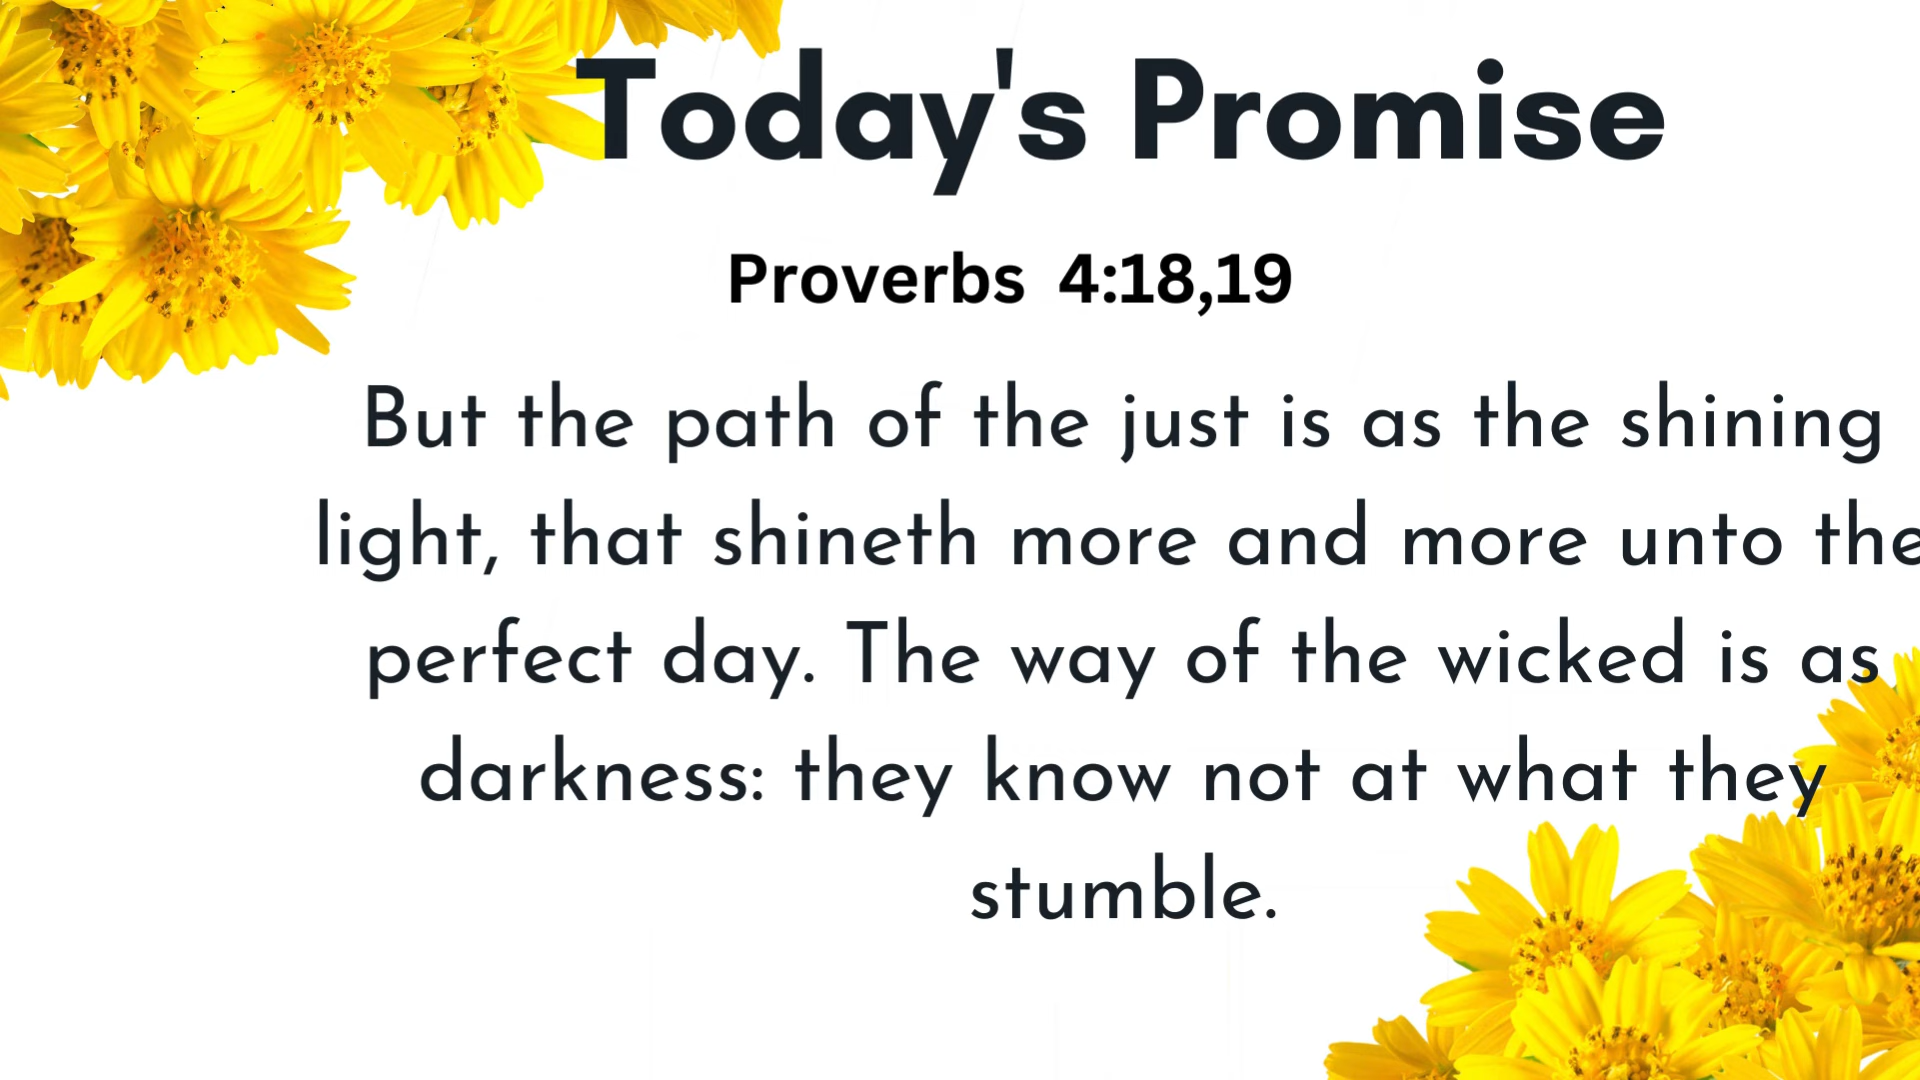 Today's Promise
Proverbs 4:18,19
But the path of the just is as the shining
light, that shineth more and more unto the
perfect day. The way of the wicked is as
darkness: they know not at what they
stumble.